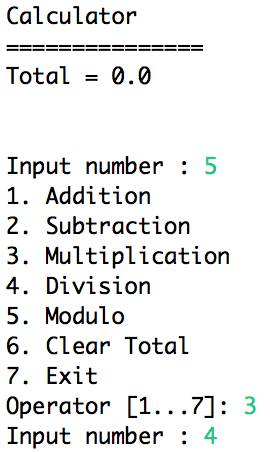 Calculator
===============
Total = 0.0
Input number : 5
1. Addition
2. Subtraction
3. Multiplication
4. Division
5. Modulo
6. Clear Total
7. Exit
Operator [1...7]: 3
Input number : 4